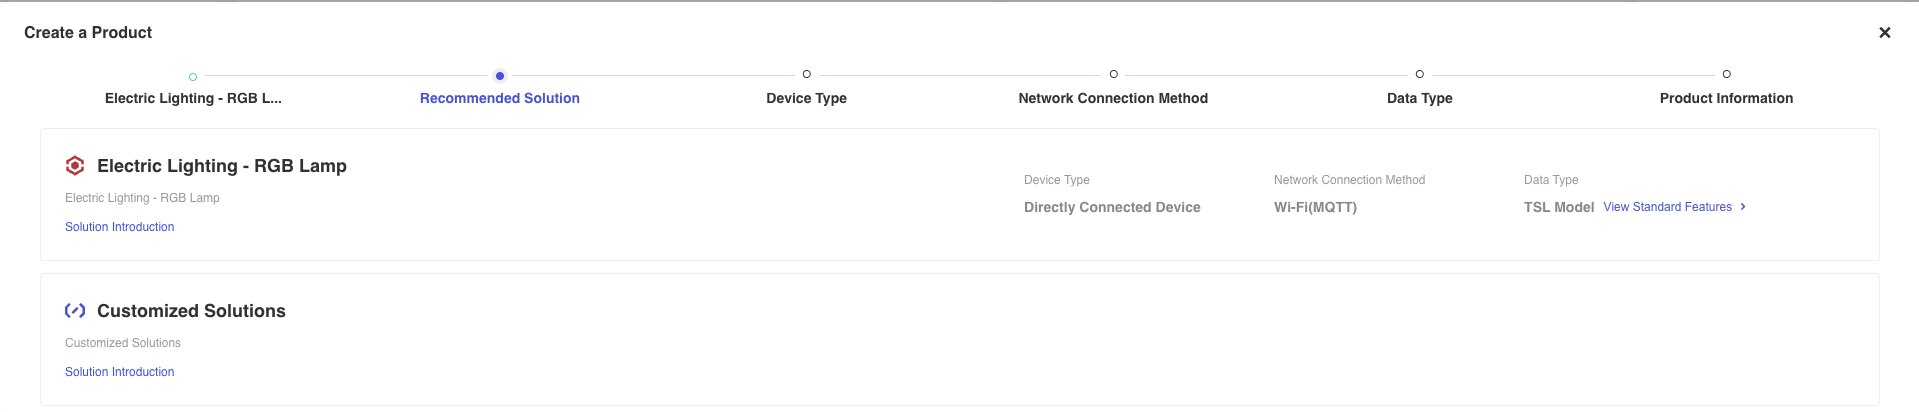 Create a Product
Electric Lighting - RGB L...
Recommended Solution
Device Type
Network Connection Method
Data Type
Product Information
Electric Lighting - RGB Lamp
Electric Lighting - RGB Lamp
Solution Introduction
Device Type
Directly Connected Device
Network Connection Method
Wi-Fi(MQTT)
Data Type
TSL Model View Standard Features
Customized Solutions
Customized Solutions
Solution Introduction